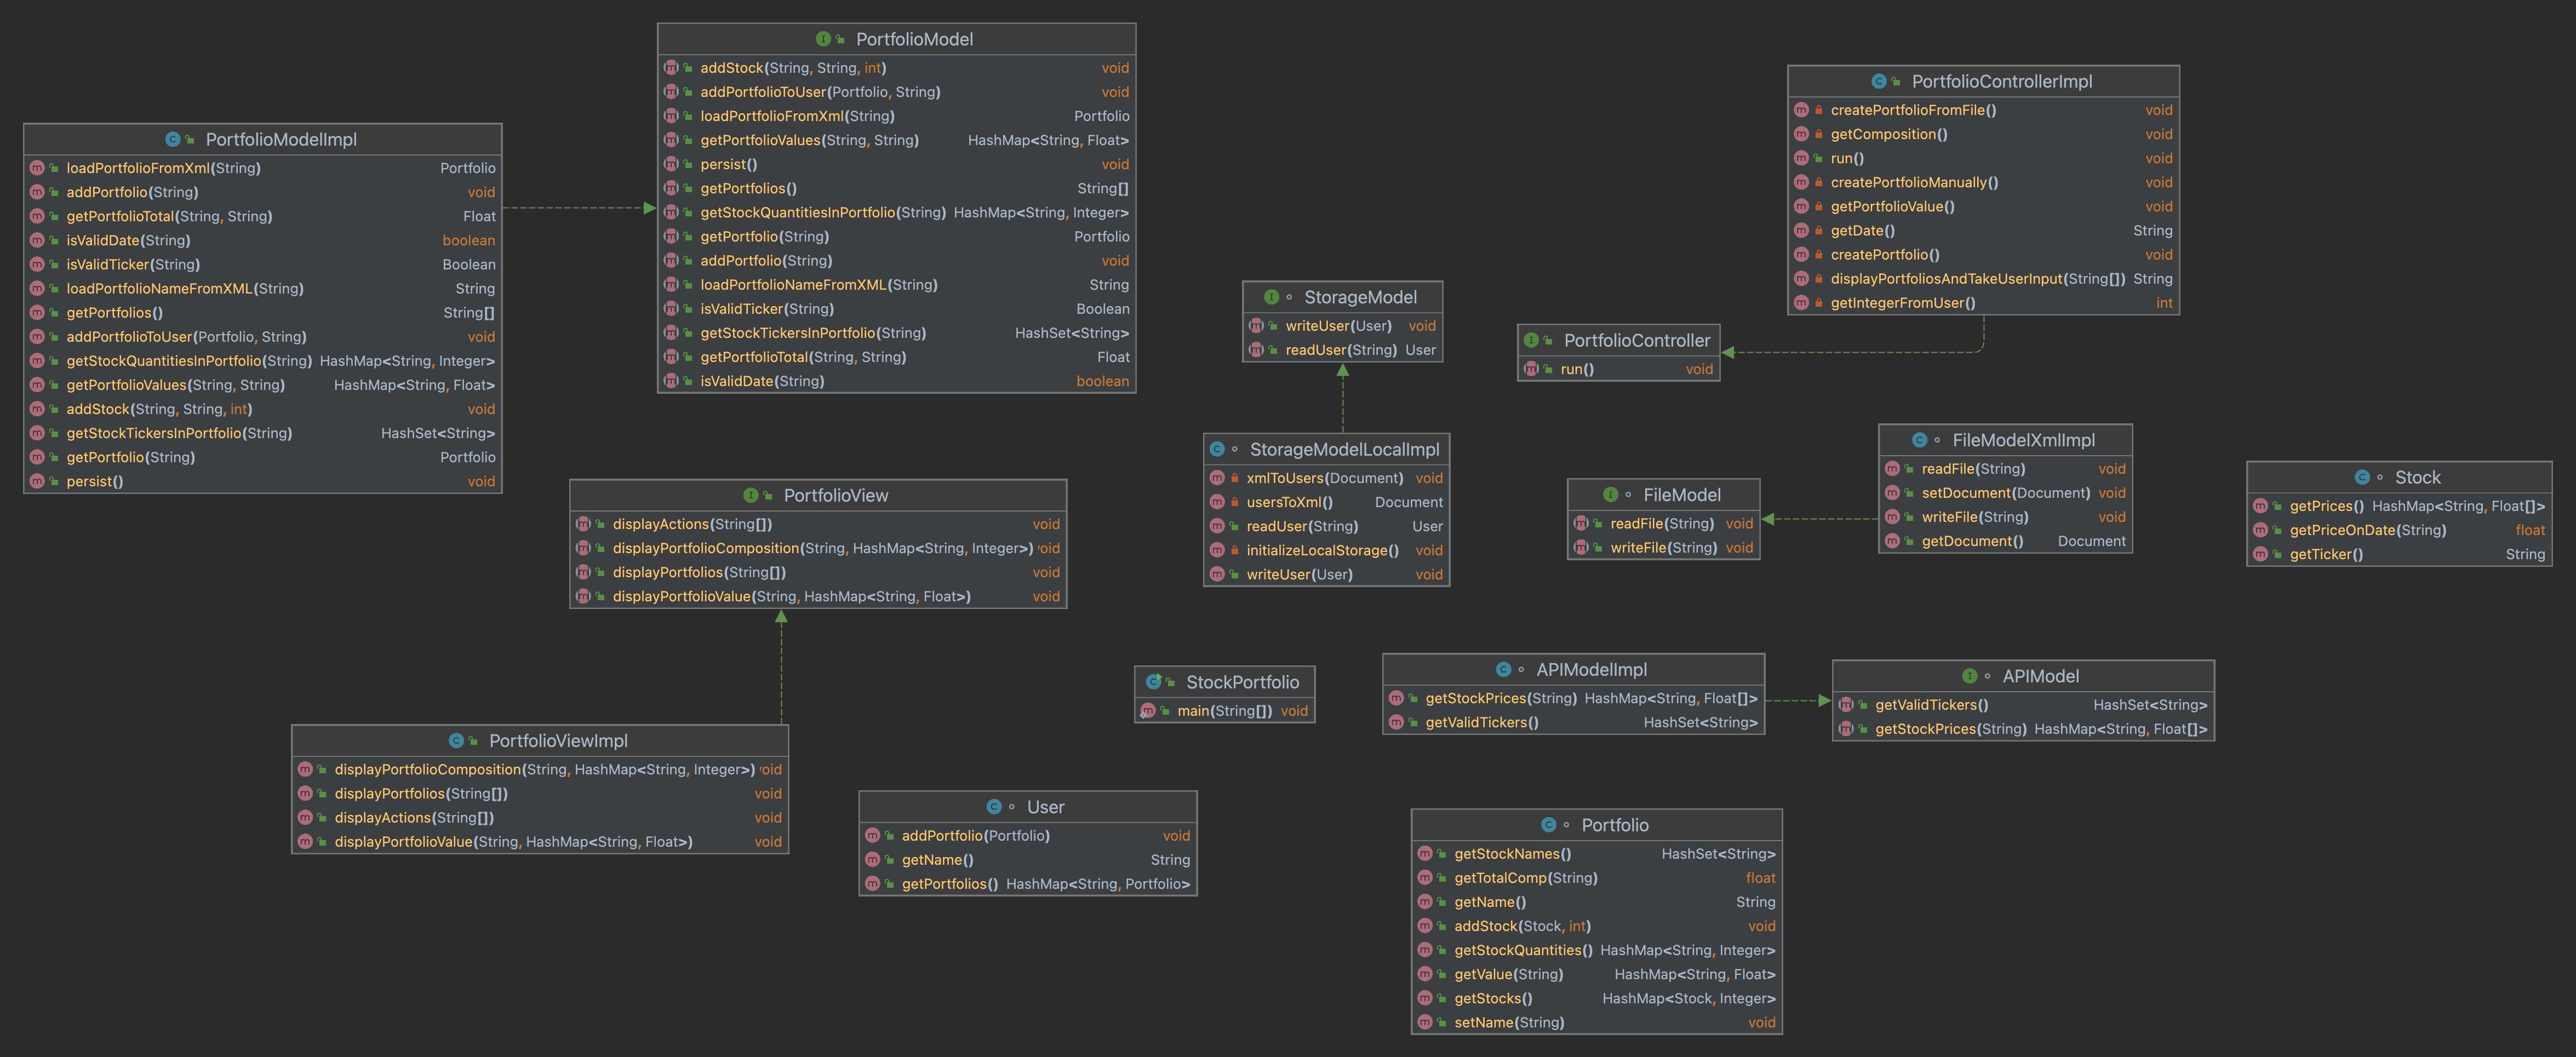 PortfolioModel
addStock(String, String, int) void
addPortfolioToUser(Portfolio, String) void
loadPortfolioFromXml(String) Portfolio
getPortfolioValues(String, String) HashMap<String, Float>
persist() void
getPortfolios() String[]
getStockQuantitiesInPortfolio(String) HashMap<String, Integer>
getPortfolio(String) Portfolio
addPortfolio(String) void
loadPortfolioNameFromXML(String) String
isValidTicker(String) Boolean
getStockTickersInPortfolio(String) HashSet<String>
getPortfolioTotal(String, String) Float
isValidDate(String) boolean
PortfolioControllerImpl
createPortfolioFromFile() void
getComposition() void
run() void
createPortfolioManually() void
getPortfolioValue() void
getDate() String
createPortfolio() void
displayPortfoliosAndTakeUserInput(String[]) String
getIntegerFromUser() int
PortfolioModelImpl
loadPortfolioFromXml(String) Portfolio
addPortfolio(String) void
getPortfolioTotal(String, String) Float
isValidDate(String) boolean
isValidTicker(String) Boolean
loadPortfolioNameFromXML(String) String
getPortfolios() String[]
addPortfolioToUser(Portfolio, String) void
getStockQuantitiesInPortfolio(String) HashMap<String, Integer>
getPortfolioValues(String, String) HashMap<String, Float>
addStock(String, String, int) void
getStockTickersInPortfolio(String) HashSet<String>
getPortfolio(String) Portfolio
persist() void
StorageModel
writeUser(User) void
readUser(String) User
PortfolioController
run() void
StorageModelLocalImpl
xmlToUsers(Document) void
usersToXml() Document
readUser(String) User
initializeLocalStorage() void
writeUser(User) void
FileModelXmlImpl
readFile(String) void
setDocument(Document) void
writeFile(String) void
getDocument() Document
Stock
getPrices() HashMap<String, Float[]>
getPriceOnDate(String) float
getTicker() String
FileModel
readFile(String) void
writeFile(String) void
PortfolioView
displayActions(String[]) void
displayPortfolioComposition(String, HashMap<String, Integer>) void
displayPortfolios(String[]) void
displayPortfolioValue(String, HashMap<String, Float>) void
StockPortfolio
main(String[]) void
APIModelImpl
getStockPrices(String) HashMap<String, Float[]>
getValidTickers() HashSet<String>
APIModel
getValidTickers() HashSet<String>
getStockPrices(String) HashMap<String, Float[]>
PortfolioViewImpl
displayPortfolioComposition(String, HashMap<String, Integer>) void
displayPortfolios(String[]) void
displayActions(String[]) void
displayPortfolioValue(String, HashMap<String, Float>) void
User
addPortfolio(Portfolio) void
getName() String
getPortfolios() HashMap<String, Portfolio>
Portfolio
getStockNames() HashSet<String>
getTotalComp(String) float
getName() String
addStock(Stock, int) void
getStockQuantities() HashMap<String, Integer>
getValue(String) HashMap<String, Float>
getStocks() HashMap<Stock, Integer>
setName(String) void